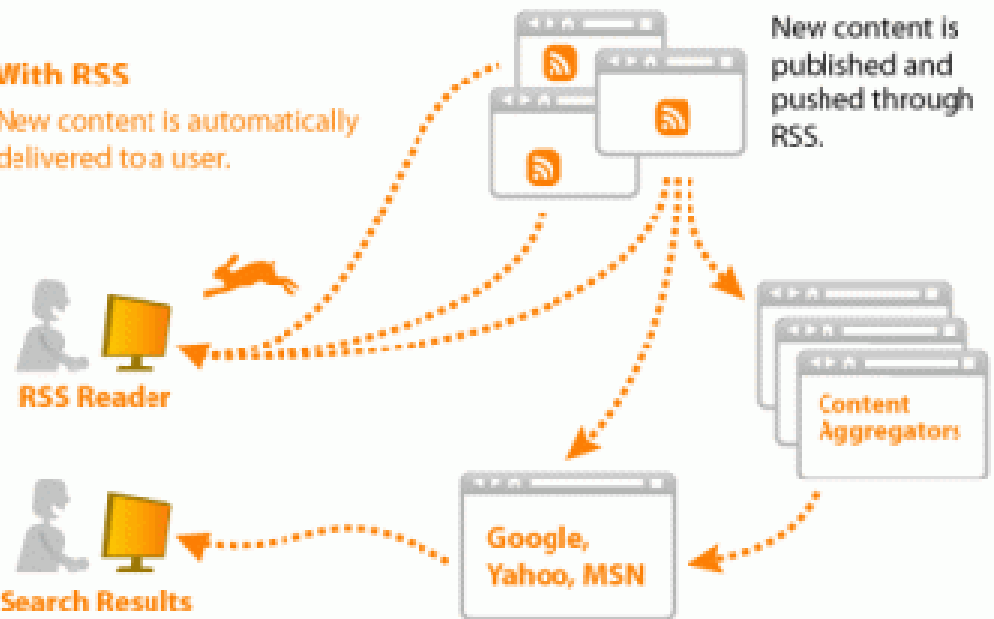 With RSS
New content is automatically
delivered to a user.
New content is
published and
pushed through
RSS.
RSS Reader
Content
Aggregators
Google,
Yahoo, MSN
Search Results